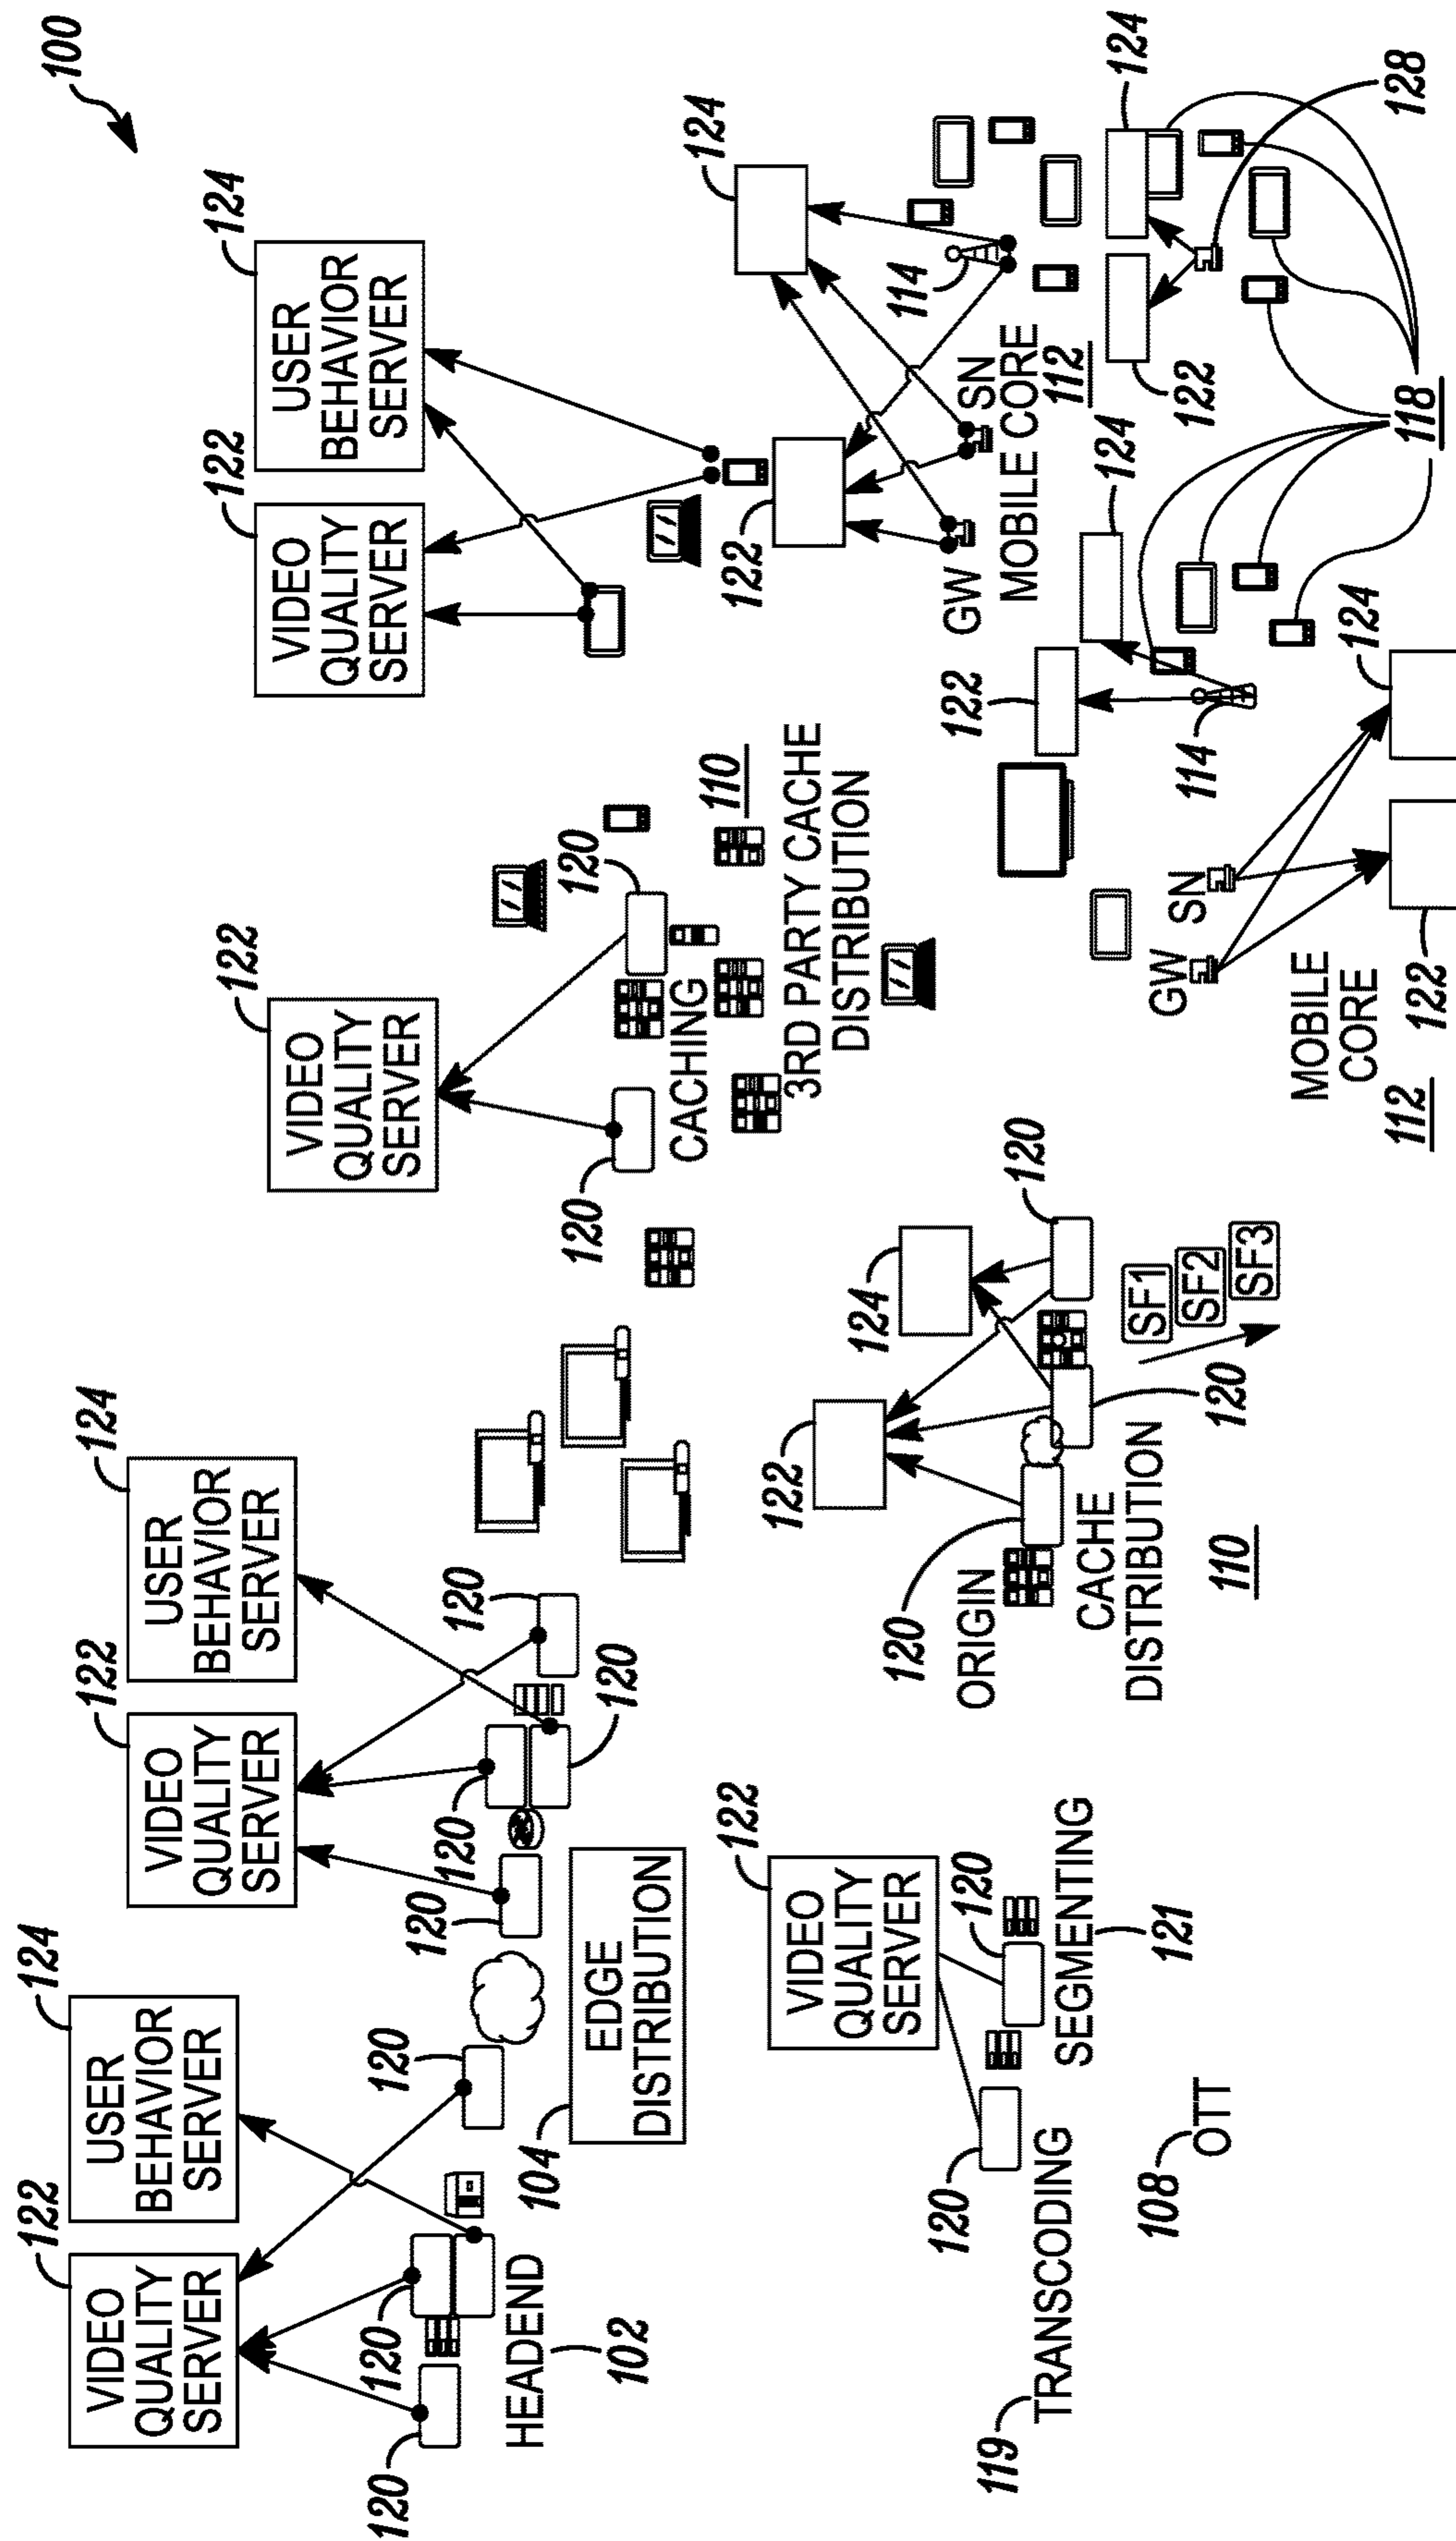 100
122
VIDEO
QUALITY
SERVER
124
USER
BEHAVIOR
SERVER
120
120
120
HEADEND
102
104
EDGE
DISTRIBUTION
122
VIDEO
QUALITY
SERVER
124
USER
BEHAVIOR
SERVER
120
120
120
120
122
VIDEO
QUALITY
SERVER
120
120
CACHING
110
3RD PARTY CACHE
DISTRIBUTION
122
VIDEO
QUALITY
SERVER
124
USER
BEHAVIOR
SERVER
122
124
GW
SN
MOBILE CORE
112
114
122
124
128
118
119
TRANSCODING
120
122
VIDEO
QUALITY
SERVER
120
SEGMENTING
121
108
OTT
122
124
120
120
120
ORIGIN
CACHE
DISTRIBUTION
110
SF1
SF2
SF3
GW
SN
MOBILE
CORE
112
122
124
114
122
124